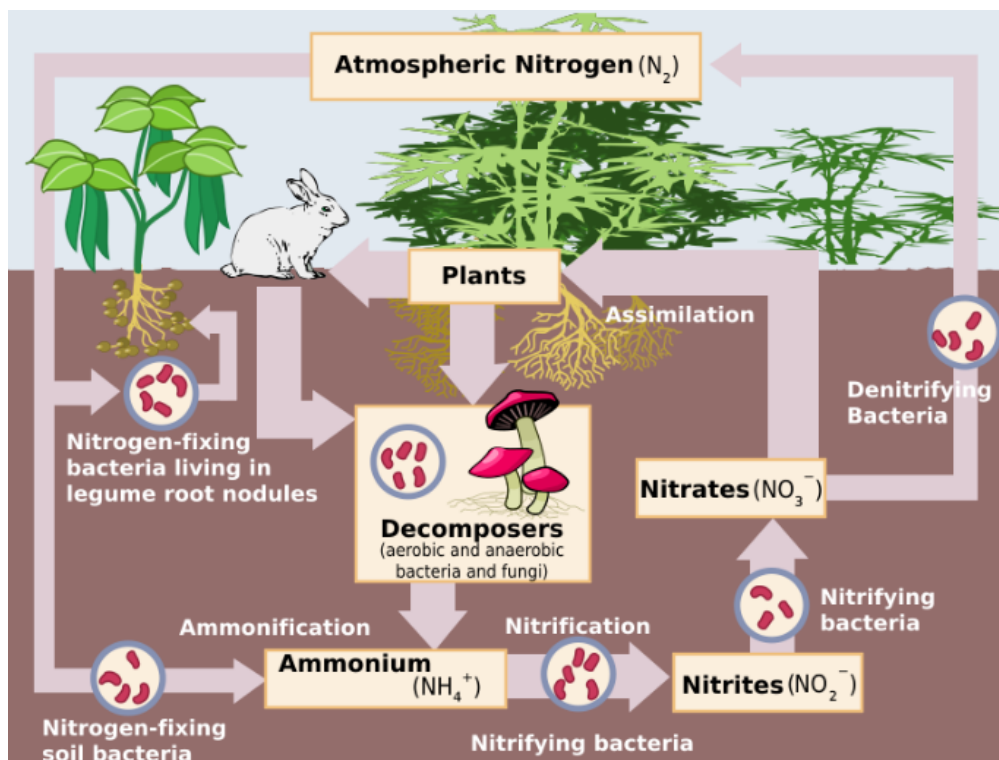 Atmospheric Nitrogen (N₂)
Plants
Assimilation
Denitrifying
Bacteria
Nitrogen-fixing
bacteria living in
legume root nodules
Nitrates (NO₃⁻)
Decomposers
(aerobic and anaerobic
bacteria and fungi)
Nitrifying
bacteria
Ammonification
Nitrification
Ammonium
(NH₄⁺)
Nitrites (NO₂⁻)
Nitrogen-fixing
soil bacteria
Nitrifying bacteria